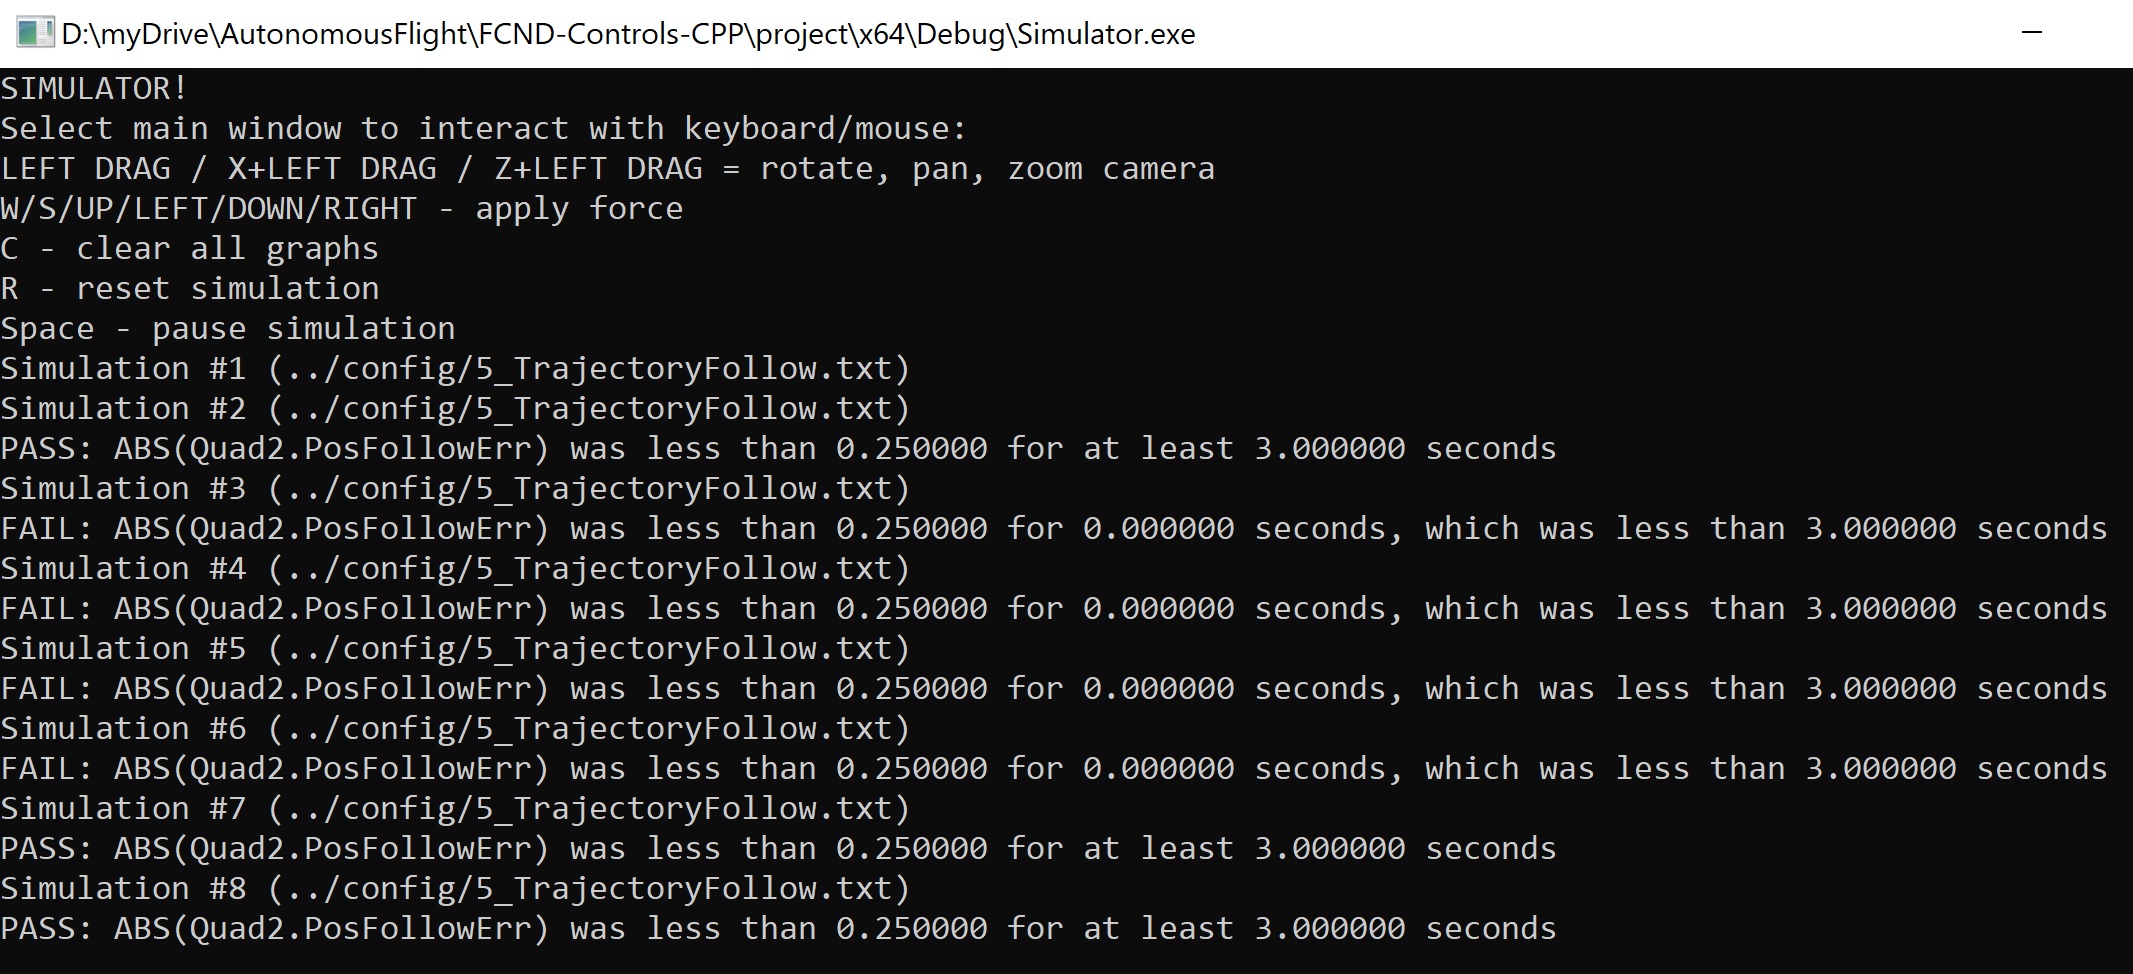 D:\myDrive\AutonomousFlight\FCND-Controls-CPP\project\x64\Debug\Simulator.exe
SIMULATOR!
Select main window to interact with keyboard/mouse:
LEFT DRAG / X+LEFT DRAG / Z+LEFT DRAG = rotate, pan, zoom camera
W/S/UP/LEFT/DOWN/RIGHT - apply force
C - clear all graphs
R - reset simulation
Space - pause simulation
Simulation #1 (../config/5_TrajectoryFollow.txt)
Simulation #2 (../config/5_TrajectoryFollow.txt)
PASS: ABS(Quad2.PosFollowErr) was less than 0.250000 for at least 3.000000 seconds
Simulation #3 (../config/5_TrajectoryFollow.txt)
FAIL: ABS(Quad2.PosFollowErr) was less than 0.250000 for 0.000000 seconds, which was less than 3.000000 seconds
Simulation #4 (../config/5_TrajectoryFollow.txt)
FAIL: ABS(Quad2.PosFollowErr) was less than 0.250000 for 0.000000 seconds, which was less than 3.000000 seconds
Simulation #5 (../config/5_TrajectoryFollow.txt)
FAIL: ABS(Quad2.PosFollowErr) was less than 0.250000 for 0.000000 seconds, which was less than 3.000000 seconds
Simulation #6 (../config/5_TrajectoryFollow.txt)
FAIL: ABS(Quad2.PosFollowErr) was less than 0.250000 for 0.000000 seconds, which was less than 3.000000 seconds
Simulation #7 (../config/5_TrajectoryFollow.txt)
PASS: ABS(Quad2.PosFollowErr) was less than 0.250000 for at least 3.000000 seconds
Simulation #8 (../config/5_TrajectoryFollow.txt)
PASS: ABS(Quad2.PosFollowErr) was less than 0.250000 for at least 3.000000 seconds